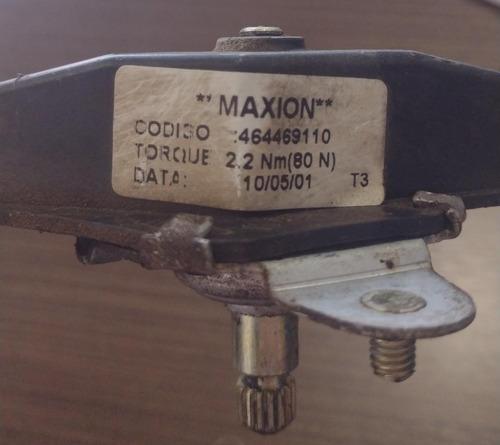 ** MAXION **
CODIGO :464469110
TORQUE 2.2 Nm(80 N)
DATA: 10/05/01 T3